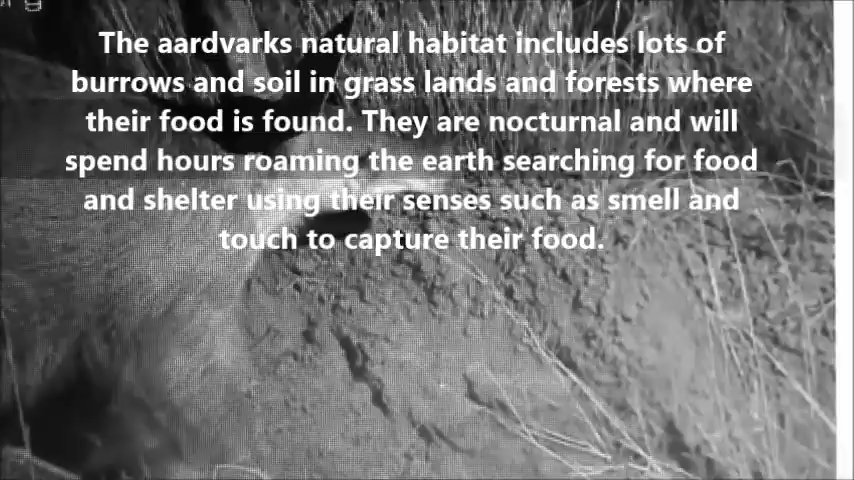 The aardvarks natural habitat includes lots of
burrows and soil in grass lands and forests where
their food is found. They are nocturnal and will
spend hours roaming the earth searching for food
and shelter using their senses such as smell and
touch to capture their food.